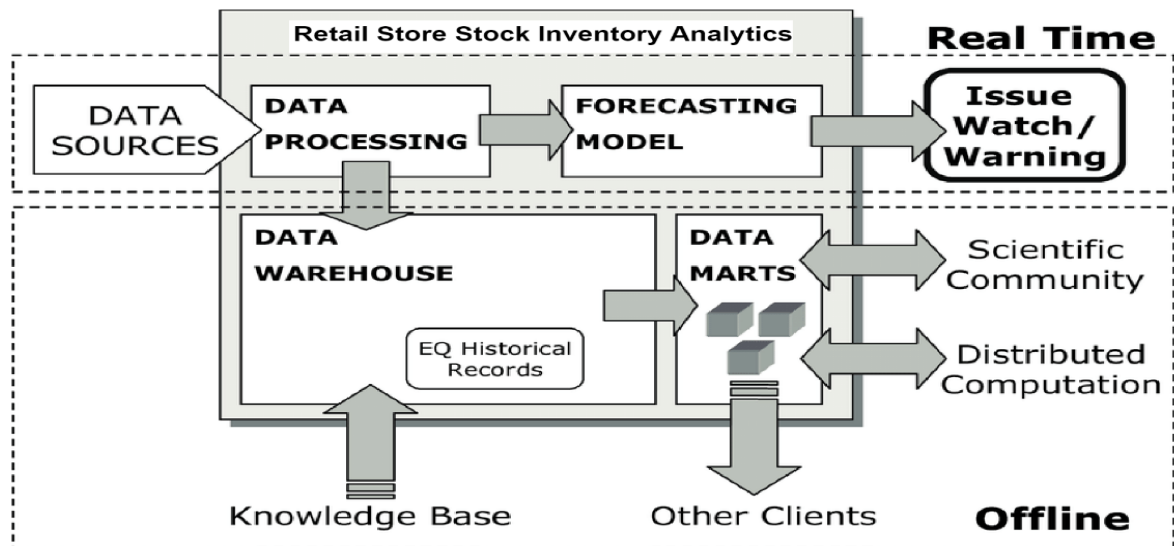 Retail Store Stock Inventory Analytics
Real Time
DATA
SOURCES
DATA
PROCESSING
FORECASTING
MODEL
Issue
Watch/
Warning
DATA
WAREHOUSE
EQ Historical
Records
DATA
MARTS
Scientific
Community
Distributed
Computation
Knowledge Base
Other Clients
Offline